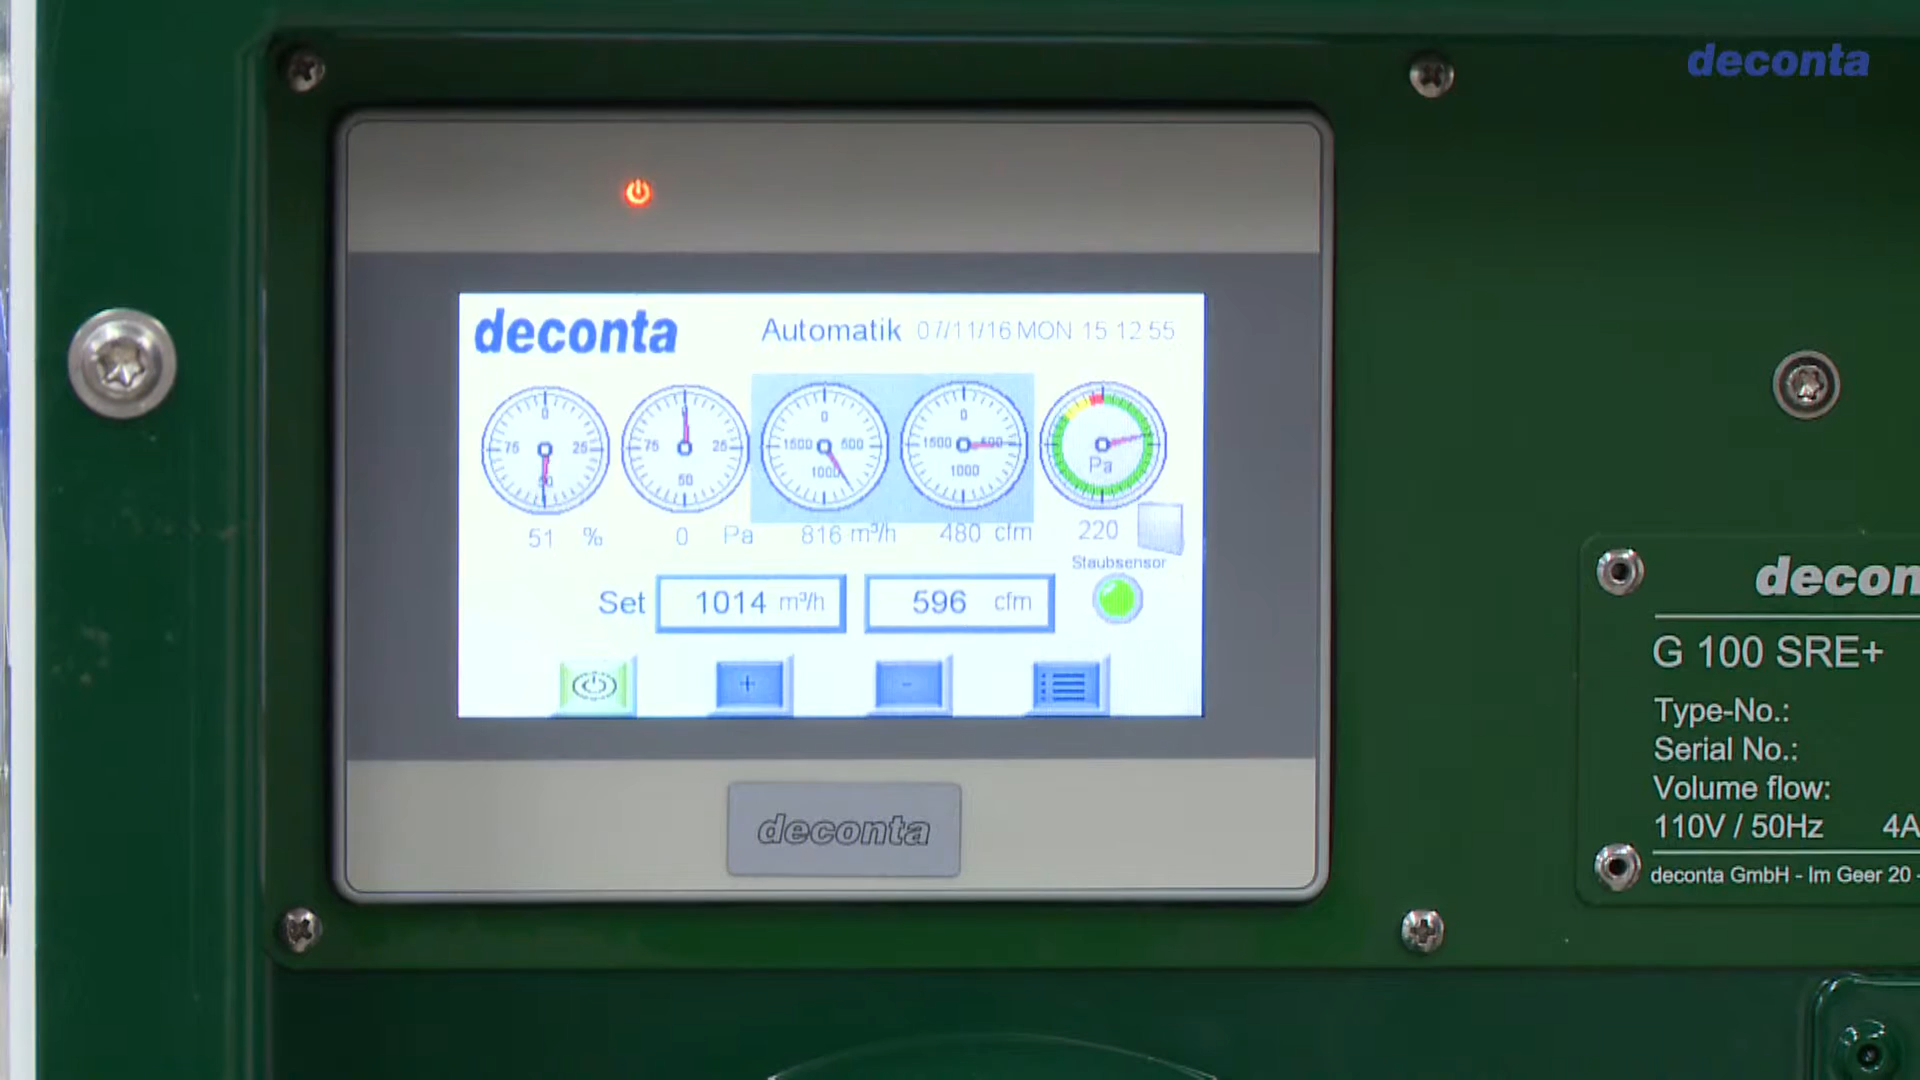 deconta
deconta Automatik 07/11/16 MON 15 12 55
0 0 0 0
75 25 75 25 1500 500 1500 500
50 50 1000 1000 Pa
51 % 0 Pa 816 m³/h 480 cfm 220
Staubsensor
Set 1014 m³/h 596 cfm
+ -
deconta
decon
G 100 SRE+
Type-No.:
Serial No.:
Volume flow:
110V / 50Hz 4A
deconta GmbH - Im Geer 20 -